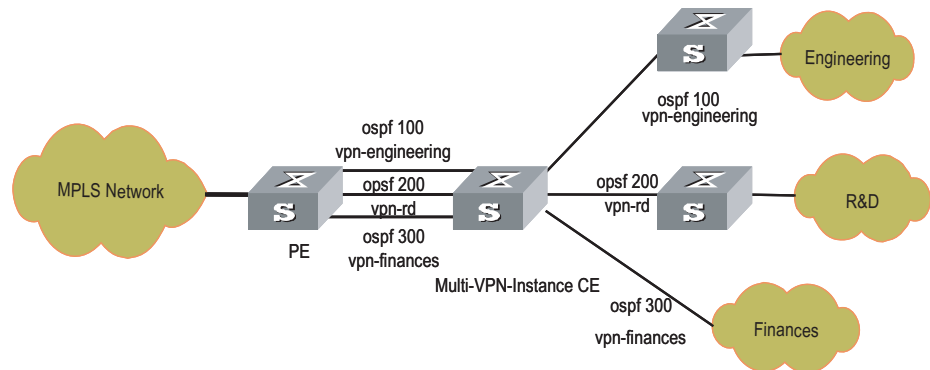 Engineering
ospf 100
vpn-engineering
ospf 100
vpn-engineering
MPLS Network
opsf 200
vpn-rd
opsf 200
vpn-rd
R&D
S
S
S
S
ospf 300
vpn-finances
PE
Multi-VPN-Instance CE
ospf 300
vpn-finances
Finances